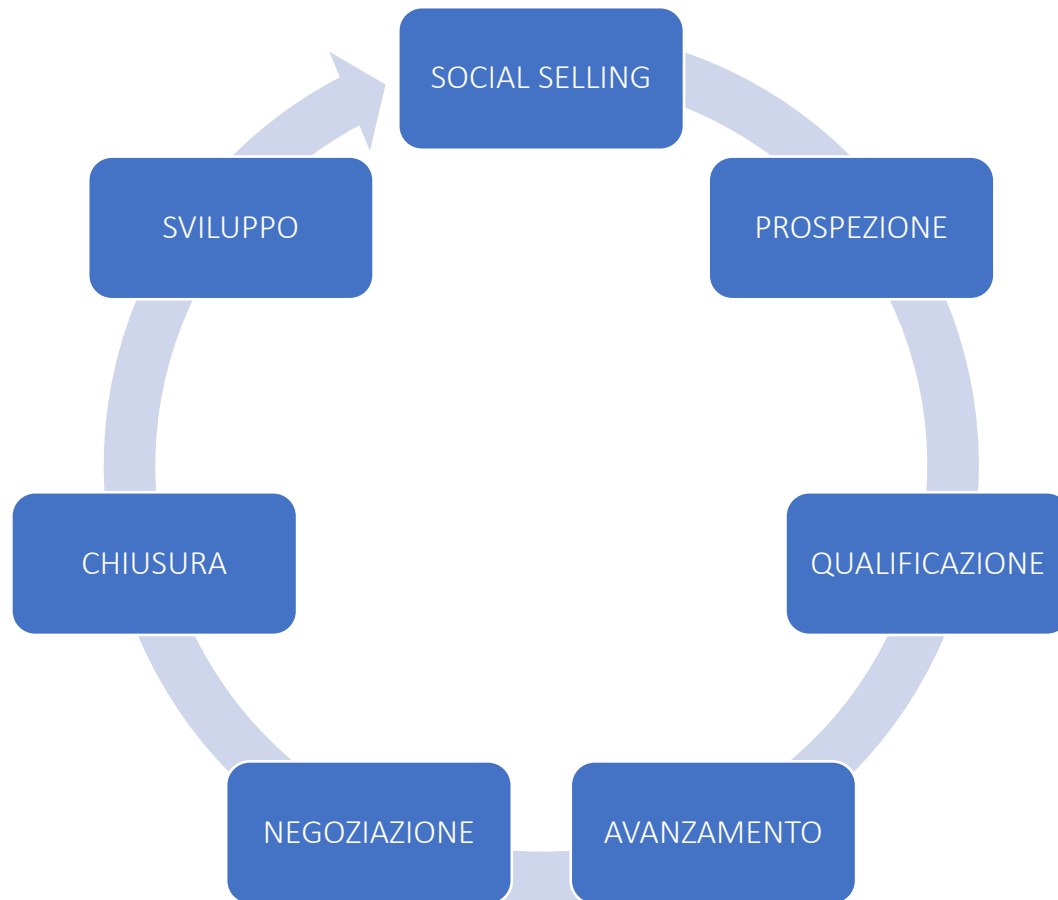 SOCIAL SELLING
PROSPEZIONE
QUALIFICAZIONE
AVANZAMENTO
NEGOZIAZIONE
CHIUSURA
SVILUPPO